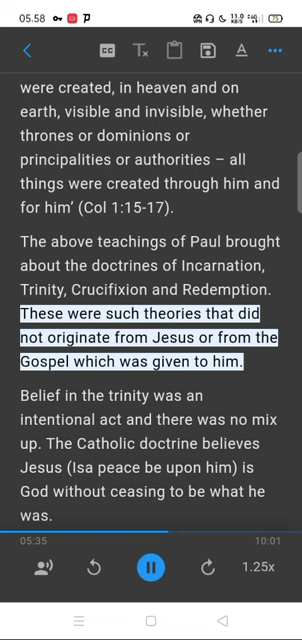 05.58
11.0
KB/S
CC
were created, in heaven and on
earth, visible and invisible, whether
thrones or dominions or
principalities or authorities – all
things were created through him and
for him’ (Col 1:15-17).
The above teachings of Paul brought
about the doctrines of Incarnation,
Trinity, Crucifixion and Redemption.
These were such theories that did
not originate from Jesus or from the
Gospel which was given to him.
Belief in the trinity was an
intentional act and there was no mix
up. The Catholic doctrine believes
Jesus (Isa peace be upon him) is
God without ceasing to be what he
was.
05:35
10:01
1.25x